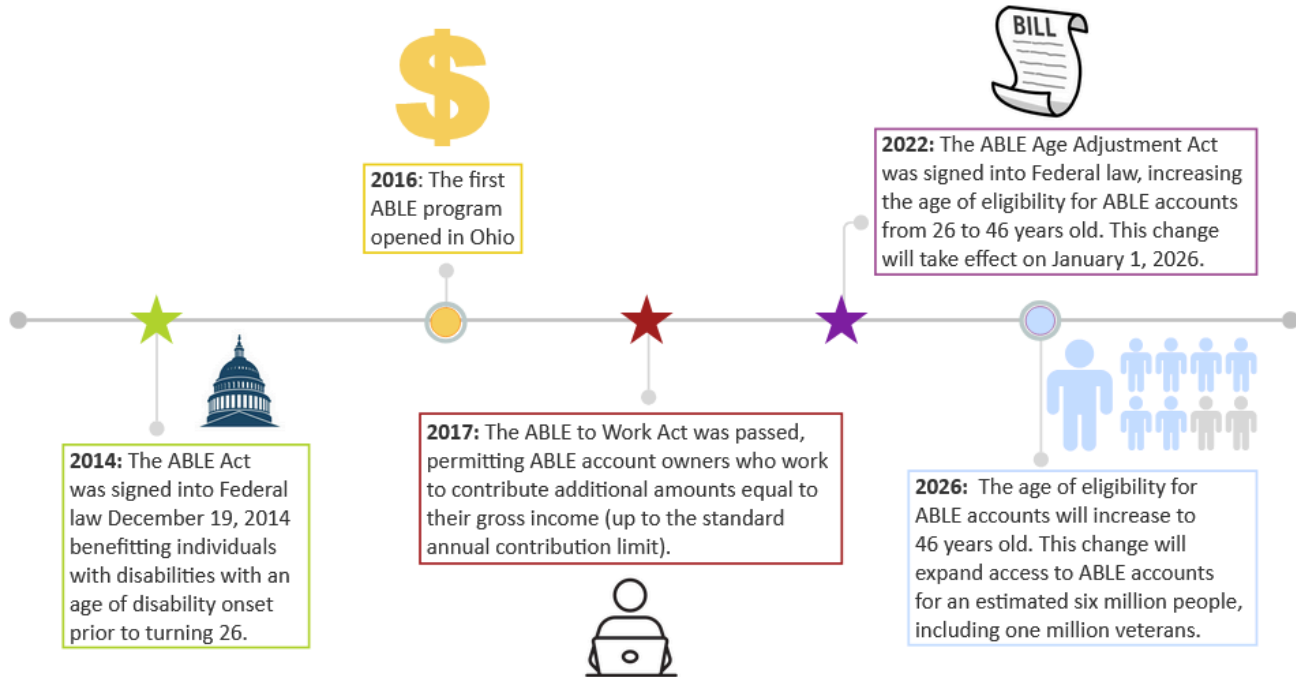 $
BILL
2016: The first
ABLE program
opened in Ohio
2022: The ABLE Age Adjustment Act
was signed into Federal law, increasing
the age of eligibility for ABLE accounts
from 26 to 46 years old. This change
will take effect on January 1, 2026.
2014: The ABLE Act
was signed into Federal
law December 19, 2014
benefitting individuals
with disabilities with an
age of disability onset
prior to turning 26.
2017: The ABLE to Work Act was passed,
permitting ABLE account owners who work
to contribute additional amounts equal to
their gross income (up to the standard
annual contribution limit).
2026: The age of eligibility for
ABLE accounts will increase to
46 years old. This change will
expand access to ABLE accounts
for an estimated six million people,
including one million veterans.